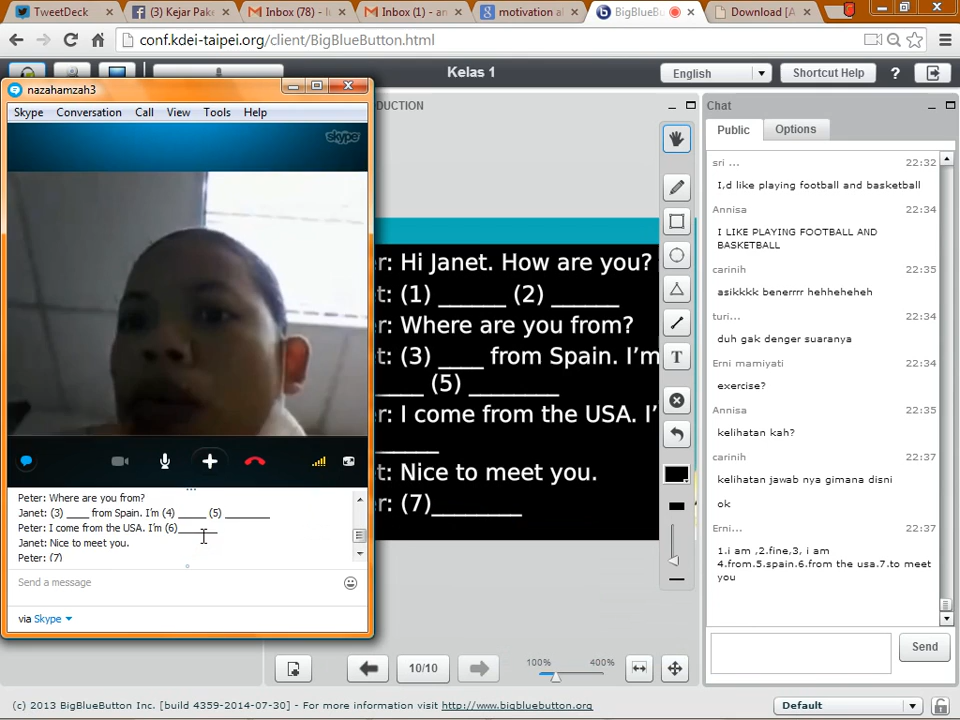 TweetDeck
(3) Kejar Pake
Inbox (78) - l
Inbox (1) - an
motivation al
BigBlueBu
Download [A
conf.kdei-taipei.org/client/BigBlueButton.html
Kelas 1
English
Shortcut Help
?
nazahamzah3
Skype Conversation Call View Tools Help
skype
Peter: Where are you from?
Janet: (3) ____ from Spain. I'm (4) _____ (5) ________
Peter: I come from the USA. I'm (6)_______
Janet: Nice to meet you.
Peter: (7)
Send a message
via Skype
DUCTION
er: Hi Janet. How are you?
t: (1) ______ (2) ______
er: Where are you from?
t: (3) ____ from Spain. I'm
____ (5) ________
er: I come from the USA. I'
______
t: Nice to meet you.
er: (7)________
T
10/10
100% 400%
Chat
Public Options
sri ... 22:32
I,d like playing football and basketball
Annisa 22:34
I LIKE PLAYING FOOTBALL AND
BASKETBALL
carinih 22:35
asikkkk benerrrr hehheheheh
turi... 22:34
duh gak denger suaranya
Erni mamiyati 22:34
exercise?
Annisa 22:35
kelihatan kah?
carinih 22:37
kelihatan jawab nya gimana disni
ok
Erni... 22:37
1.i am ,2.fine,3, i am
4.from.5.spain.6.from the usa.7.to meet
you
Send
(c) 2013 BigBlueButton Inc. [build 4359-2014-07-30] - For more information visit http://www.bigbluebutton.org
Default